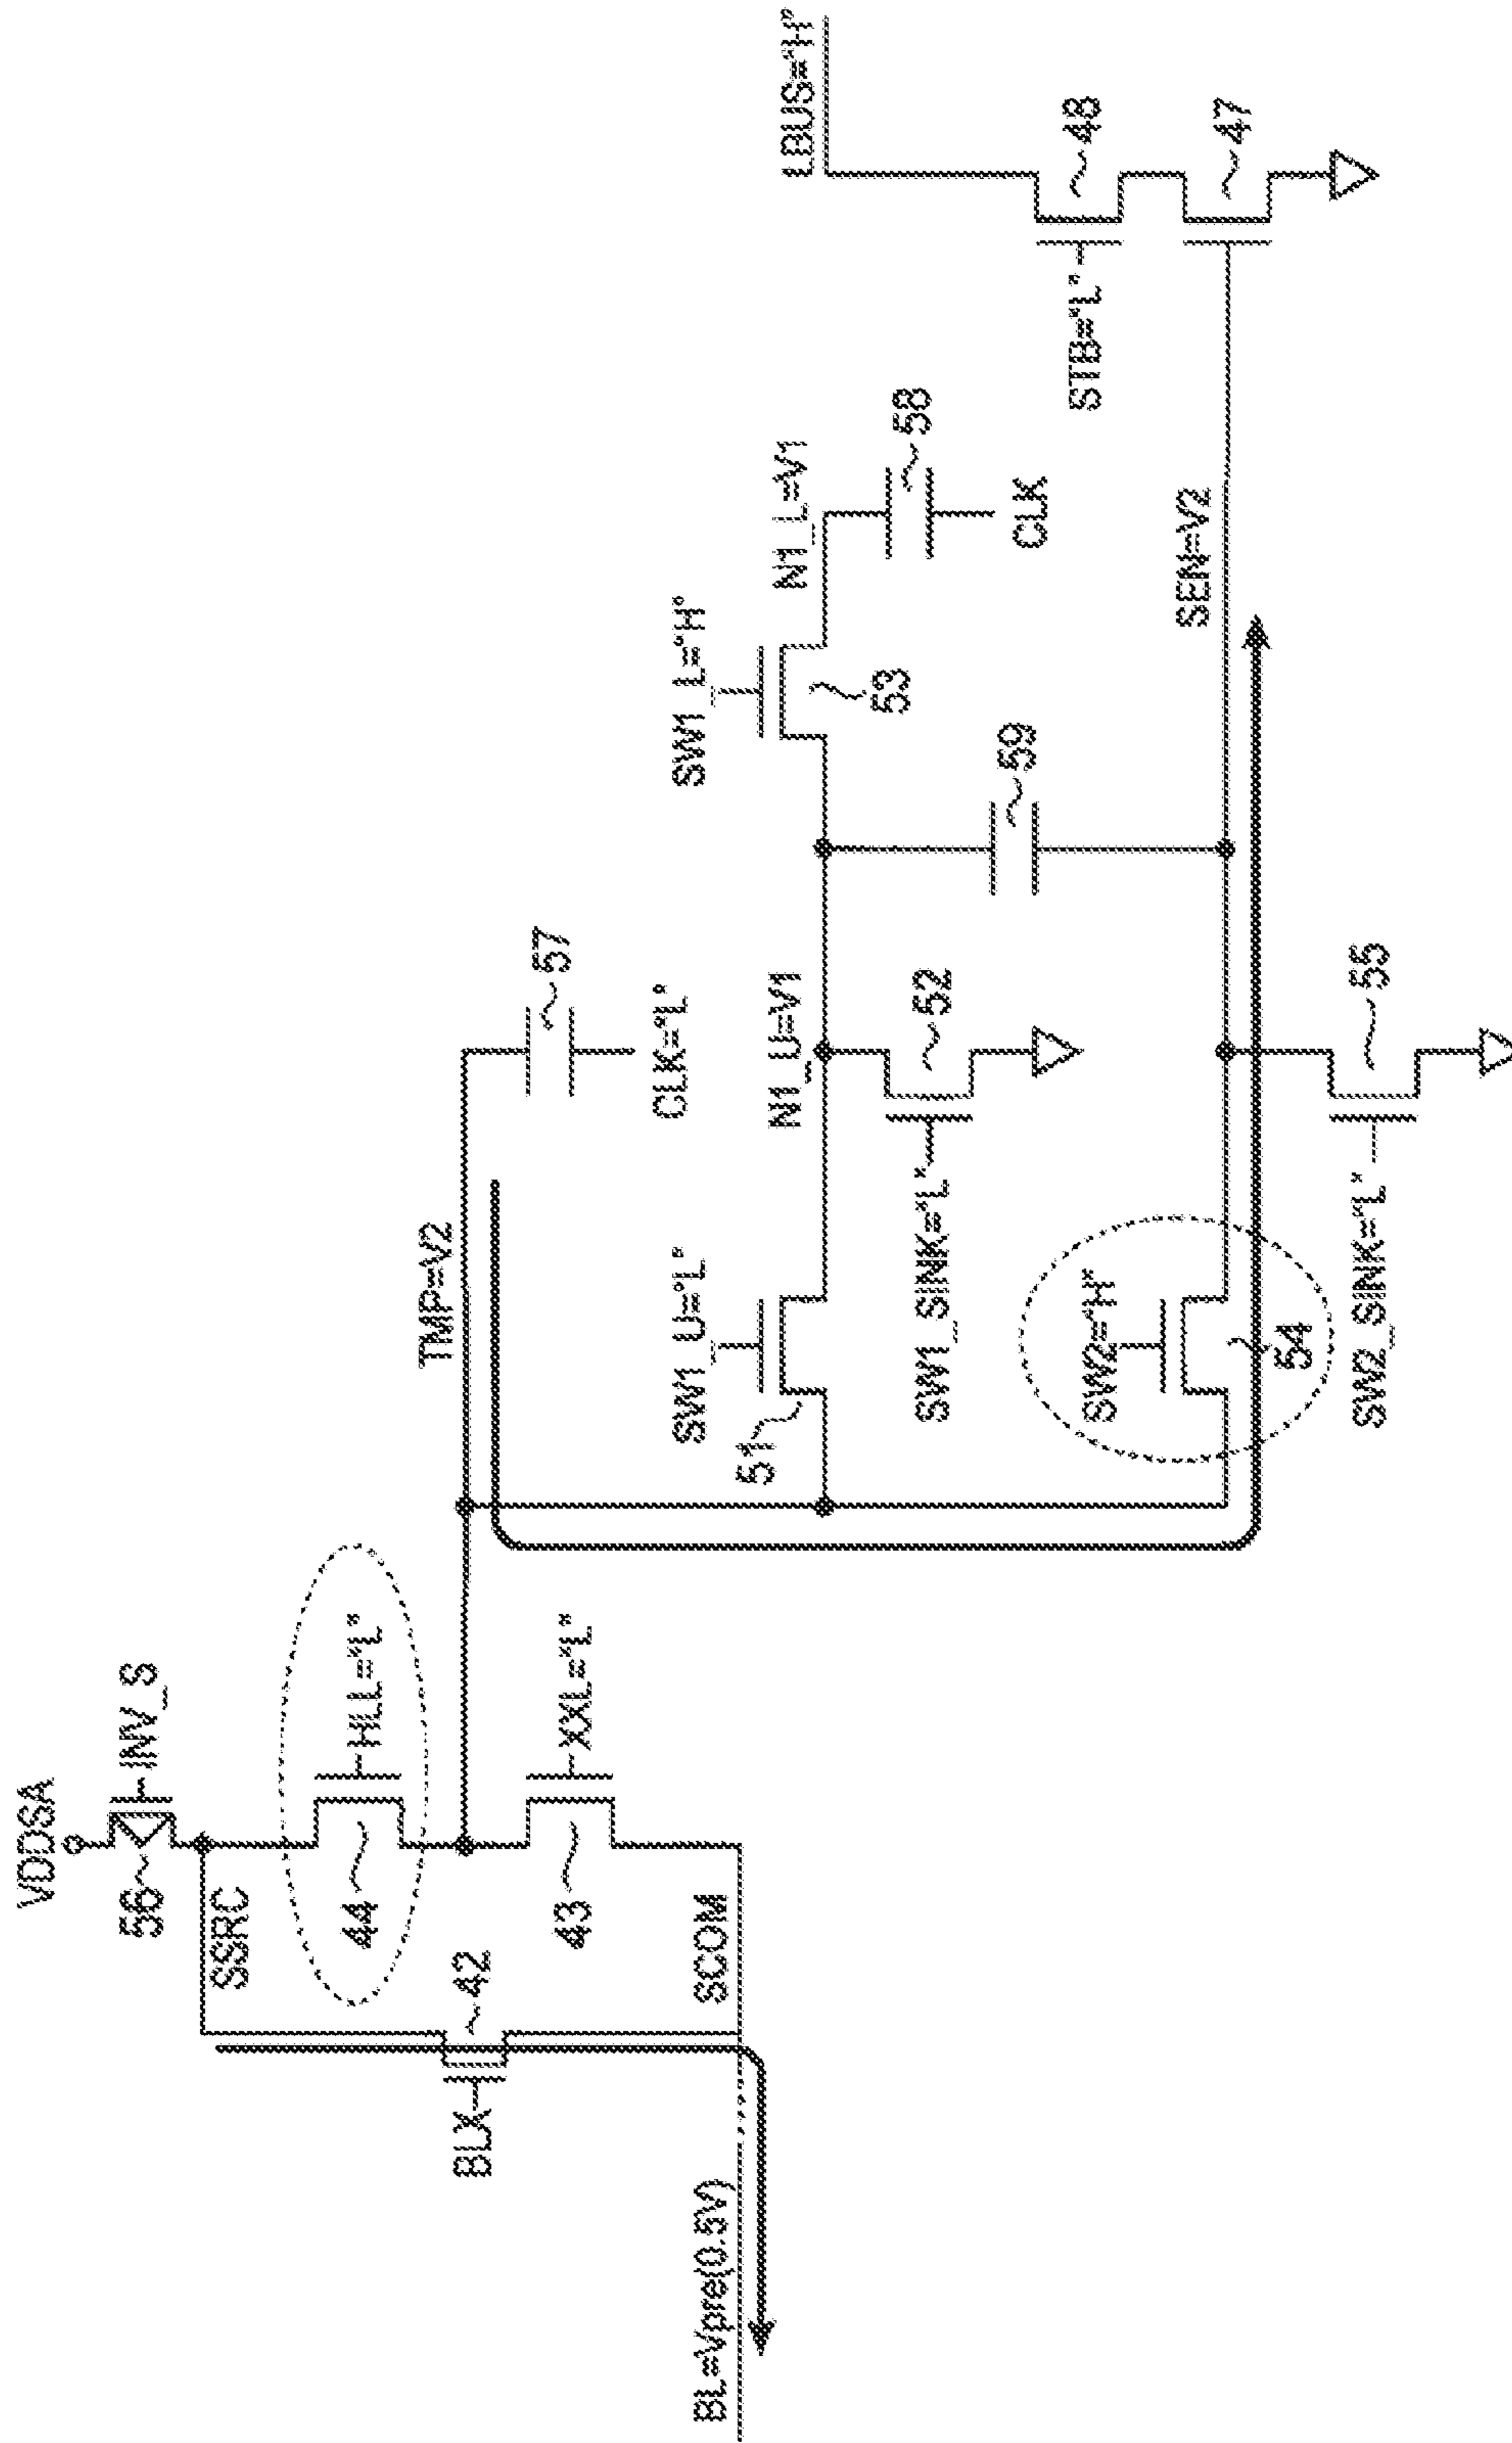 VDDSA
56
INV_S
SSRC
44
HLL="L"
BLX
42
43
XXL="L"
SCOM
BL=Vpre(0.5V)
TMP=V2
57
CLK="L"
SW1_U="L"
51
N1_U=V1
SW1_L="H"
53
N1_L=V1
58
CLK
LBUS="H"
SW1_SINK="L"
52
59
STB="L"
48
SW2="H"
54
SEN=V2
47
SW2_SINK="L"
55